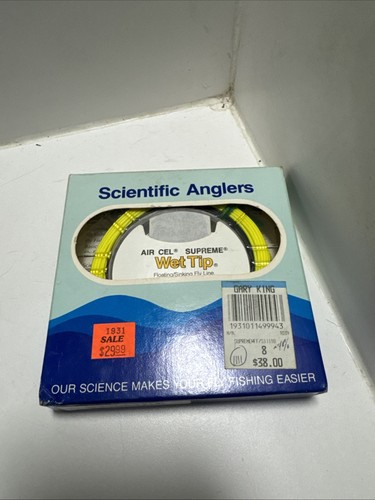 Scientific Anglers
AIR CEL® SUPREME®
Wet Tip®
Floating/Sinking Fly Line
GARY KING
1931011499943
1931
SALE
$29.99
8
$38.00
OUR SCIENCE MAKES YOUR FLY FISHING EASIER